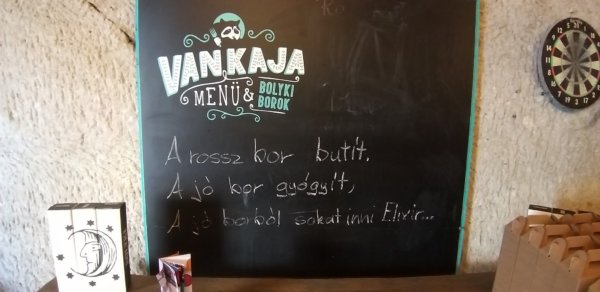 VAN KAJA
MENÜ &
BOLYKI
BOROK
A rossz bor butít.
A jó bor gyógyít,
A jó borból sokat inni Elixír...